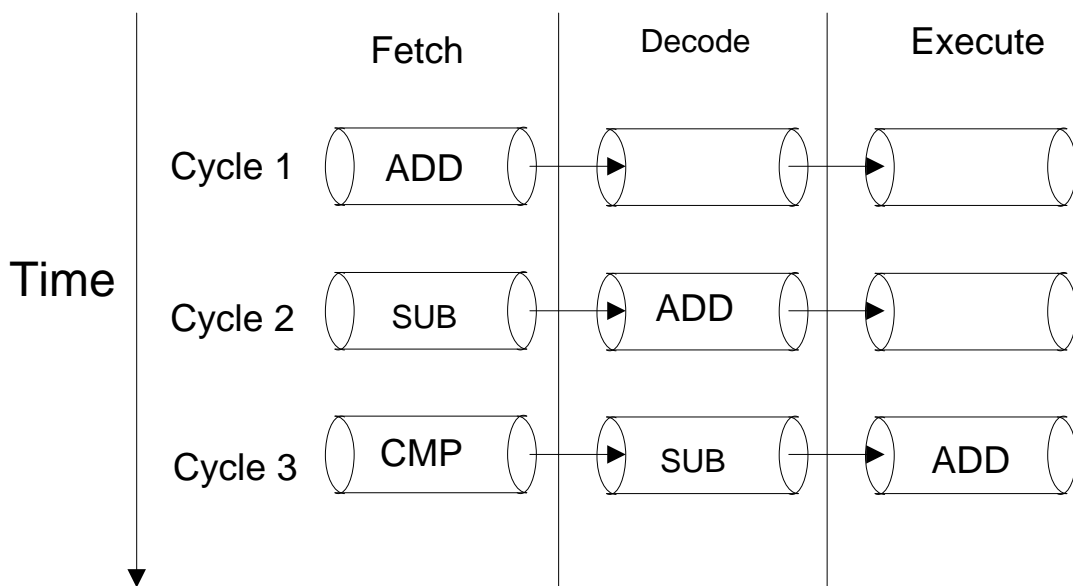 Fetch Decode Execute
Cycle 1 ADD
Time
Cycle 2 SUB ADD
Cycle 3 CMP SUB ADD